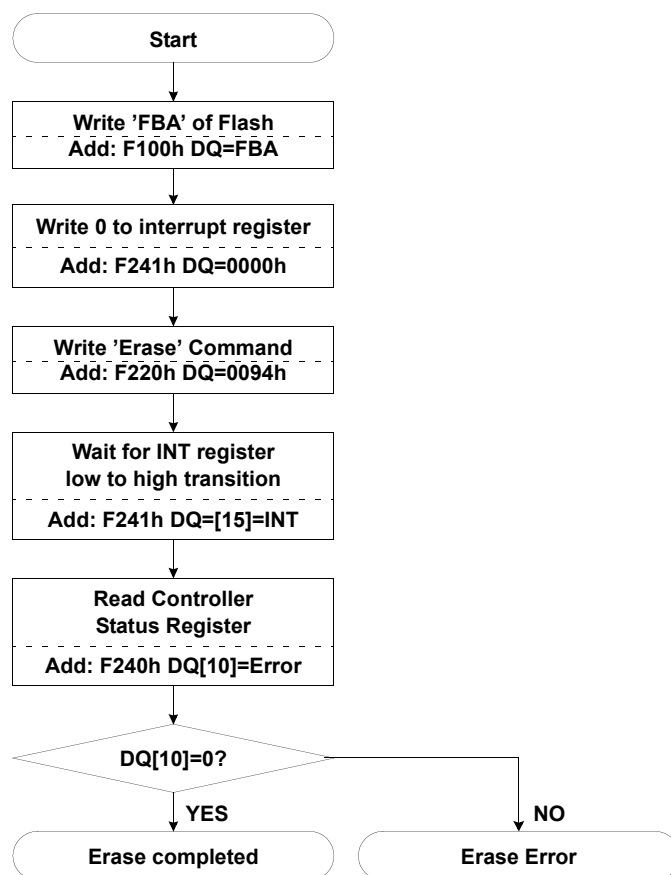 Start
Write ’FBA’ of Flash
Add: F100h DQ=FBA
Write 0 to interrupt register
Add: F241h DQ=0000h
Write ’Erase’ Command
Add: F220h DQ=0094h
Wait for INT register
low to high transition
Add: F241h DQ=[15]=INT
Read Controller
Status Register
Add: F240h DQ[10]=Error
DQ[10]=0?
YES
NO
Erase completed
Erase Error